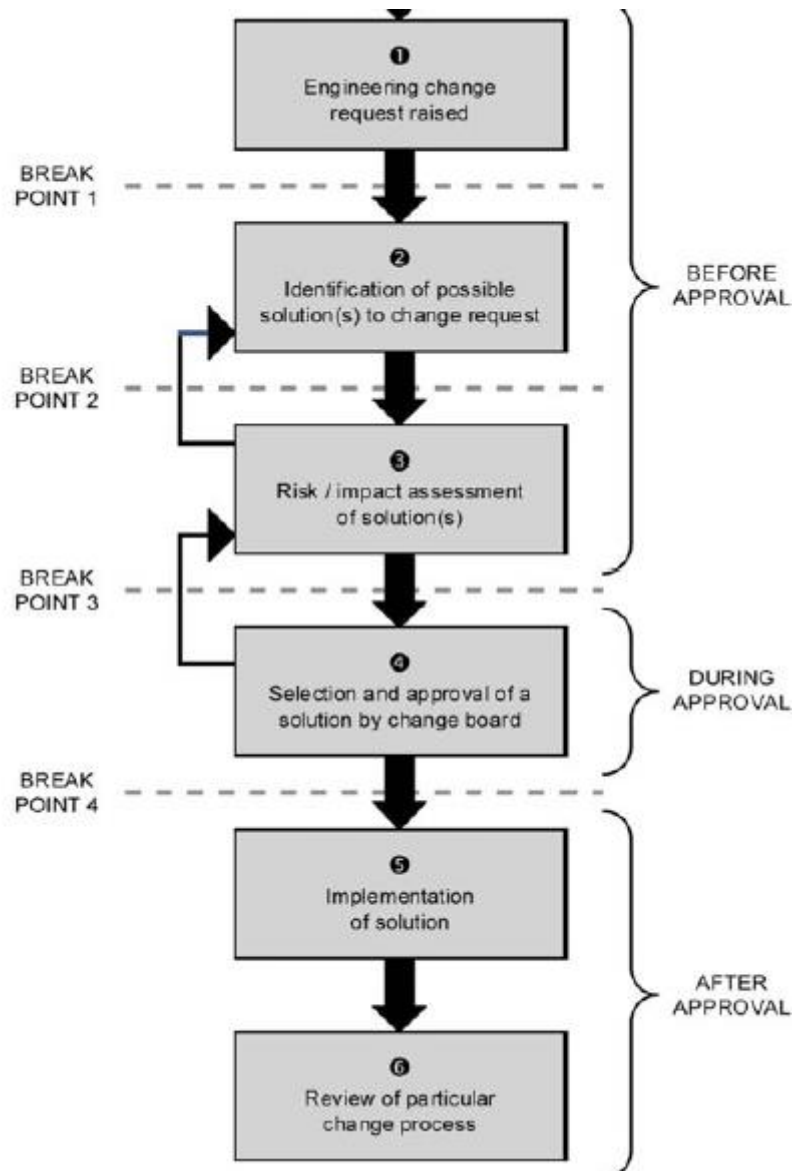 ❶
Engineering change
request raised
BREAK
POINT 1
❷
Identification of possible
solution(s) to change request
BEFORE
APPROVAL
BREAK
POINT 2
❸
Risk / impact assessment
of solution(s)
BREAK
POINT 3
❹
Selection and approval of a
solution by change board
DURING
APPROVAL
BREAK
POINT 4
❺
Implementation
of solution
AFTER
APPROVAL
❻
Review of particular
change process